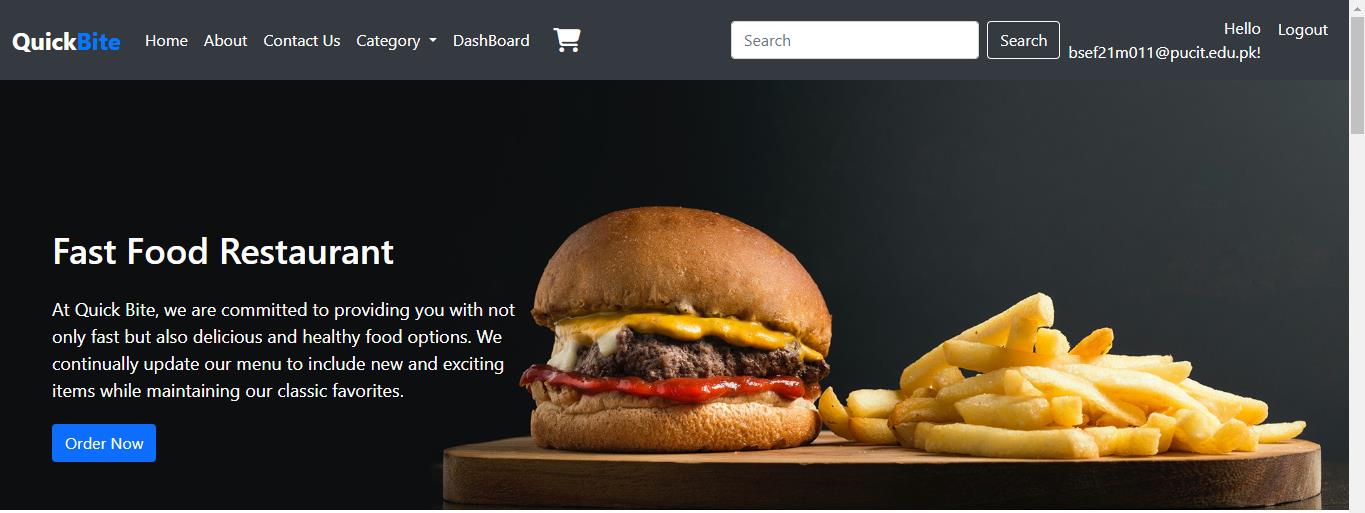 QuickBite Home About Contact Us Category DashBoard Search Search Hello Logout
bsef21m011@pucit.edu.pk!
Fast Food Restaurant
At Quick Bite, we are committed to providing you with not
only fast but also delicious and healthy food options. We
continually update our menu to include new and exciting
items while maintaining our classic favorites.
Order Now